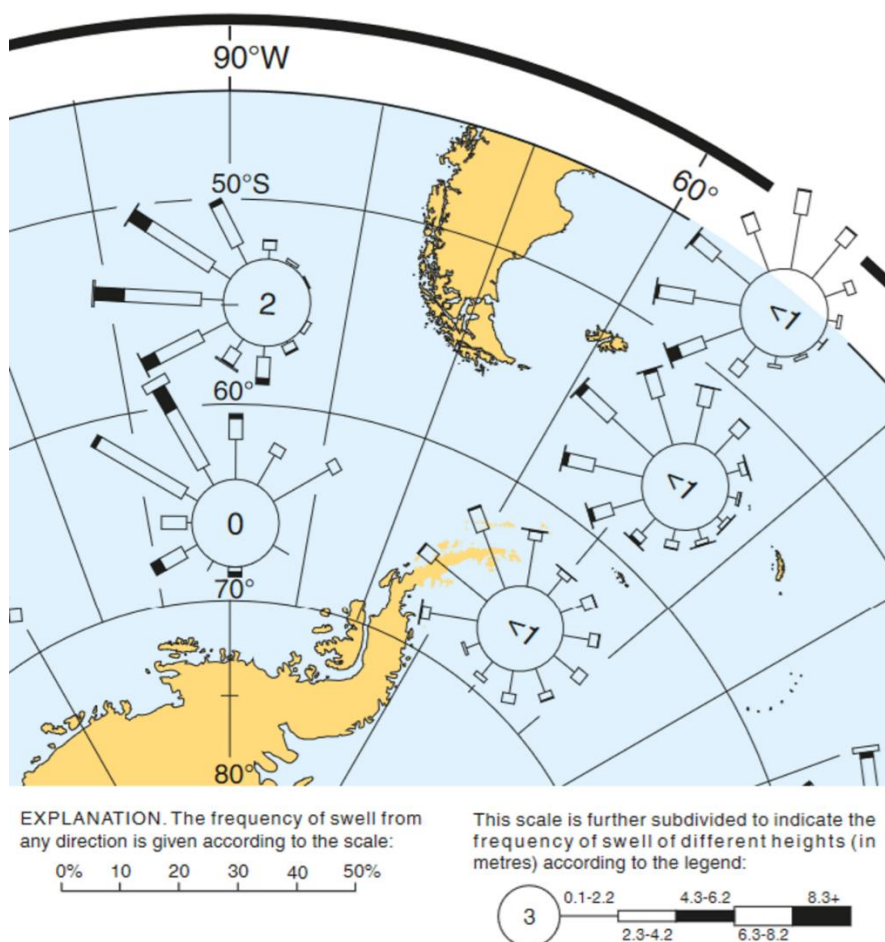 90°W
50°S
60°
2
<1
60°
<1
0
<1
70°
80°
EXPLANATION. The frequency of swell from
any direction is given according to the scale:
0% 10 20 30 40 50%
This scale is further subdivided to indicate the
frequency of swell of different heights (in
metres) according to the legend:
0.1-2.2 4.3-6.2 8.3+
3
2.3-4.2 6.3-8.2